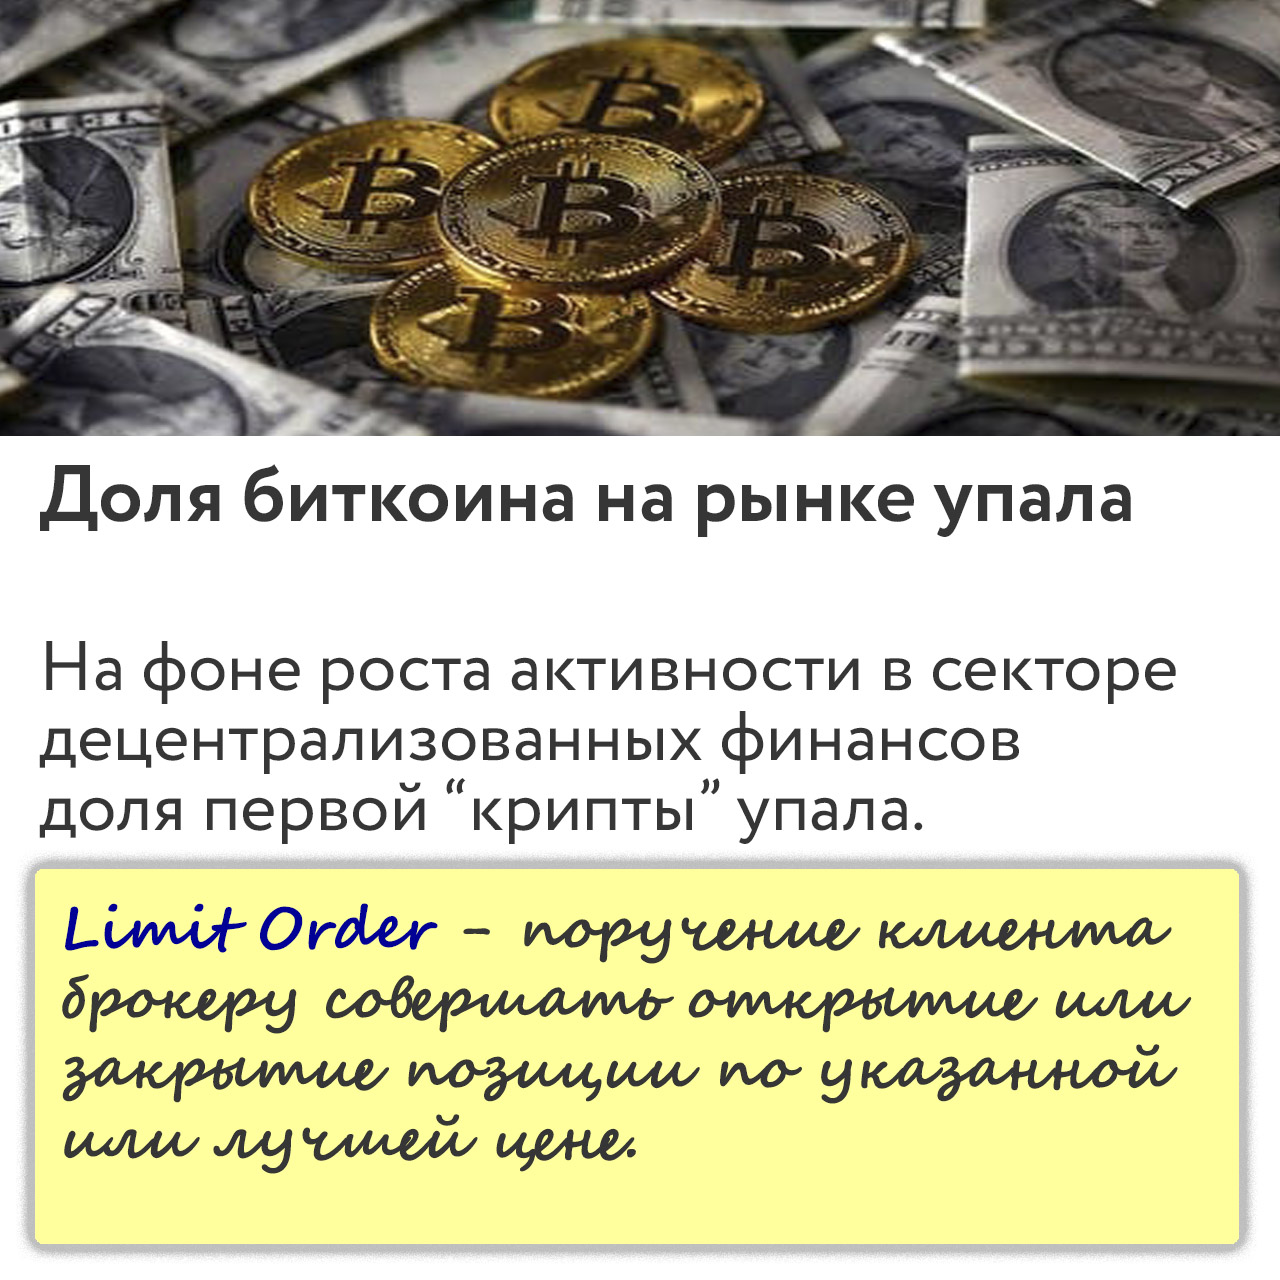 Доля биткоина на рынке упала
На фоне роста активности в секторе
децентрализованных финансов
доля первой “крипты” упала.
Limit Order – поручение клиента
брокеру совершать открытие или
закрытие позиции по указанной
или лучшей цене.